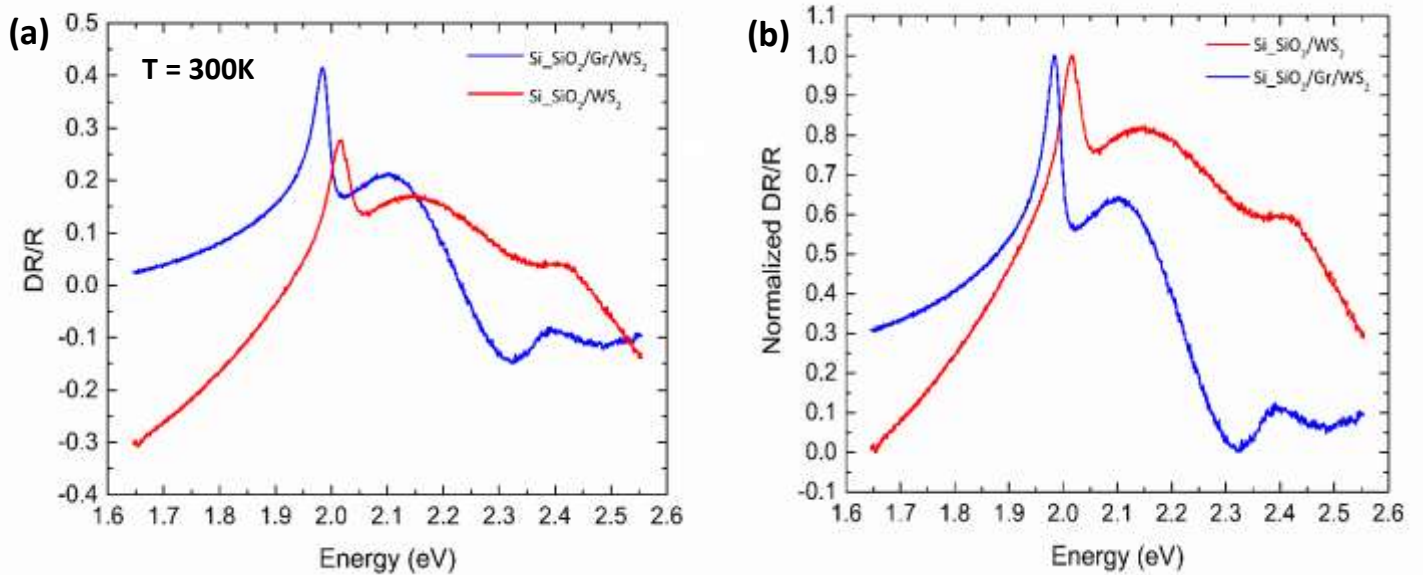 (a)
T = 300K
Si_SiO₂/Gr/WS₂
Si_SiO₂/WS₂
DR/R
0.5
0.4
0.3
0.2
0.1
0.0
-0.1
-0.2
-0.3
-0.4
1.6 1.7 1.8 1.9 2.0 2.1 2.2 2.3 2.4 2.5 2.6
Energy (eV)
(b)
Si_SiO₂/WS₂
Si_SiO₂/Gr/WS₂
Normalized DR/R
1.1
1.0
0.9
0.8
0.7
0.6
0.5
0.4
0.3
0.2
0.1
0.0
-0.1
1.6 1.7 1.8 1.9 2.0 2.1 2.2 2.3 2.4 2.5 2.6
Energy (eV)